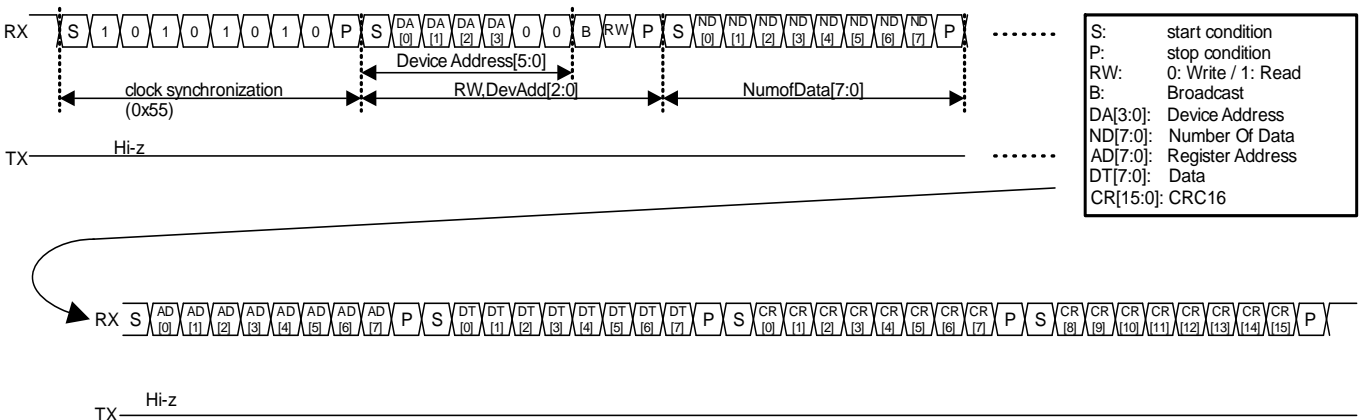 RX S 1 0 1 0 1 0 1 0 P S DA [0] DA [1] DA [2] DA [3] 0 0 B RW P S ND [0] ND [1] ND [2] ND [3] ND [4] ND [5] ND [6] ND [7] P
Device Address[5:0]
clock synchronization
(0x55)
RW,DevAdd[2:0]
NumofData[7:0]
TX Hi-z
S: start condition
P: stop condition
RW: 0: Write / 1: Read
B: Broadcast
DA[3:0]: Device Address
ND[7:0]: Number Of Data
AD[7:0]: Register Address
DT[7:0]: Data
CR[15:0]: CRC16
RX S AD [0] AD [1] AD [2] AD [3] AD [4] AD [5] AD [6] AD [7] P S DT [0] DT [1] DT [2] DT [3] DT [4] DT [5] DT [6] DT [7] P S CR [0] CR [1] CR [2] CR [3] CR [4] CR [5] CR [6] CR [7] P S CR [8] CR [9] CR [10] CR [11] CR [12] CR [13] CR [14] CR [15] P
TX Hi-z